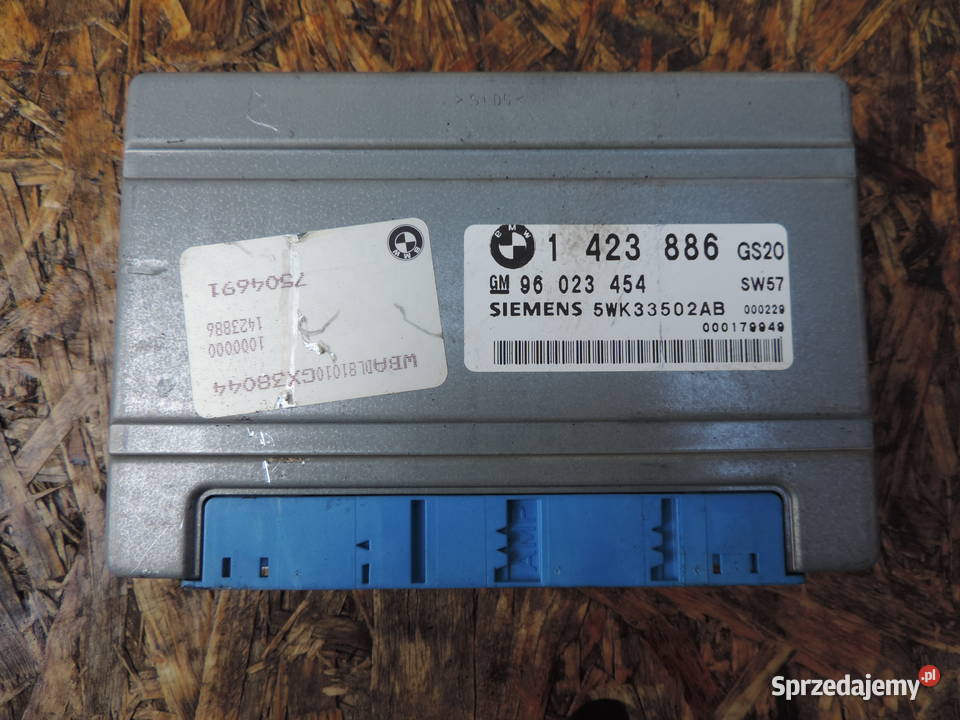 >SO+S<
BMW 1 423 886 GS20
GM 96 023 454 SW57
SIEMENS 5WK33502AB 000229
000179949
BMW
WBADL81010GX38044
1000000
1423886
7504691
AMP
Sprzedajemy.pl